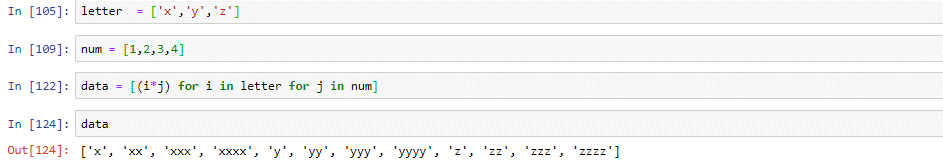 In [105]: letter  = ['x','y','z']
In [109]: num = [1,2,3,4]
In [122]: data = [(i*j) for i in letter for j in num]
In [124]: data
Out[124]: ['x', 'xx', 'xxx', 'xxxx', 'y', 'yy', 'yyy', 'yyyy', 'z', 'zz', 'zzz', 'zzzz']